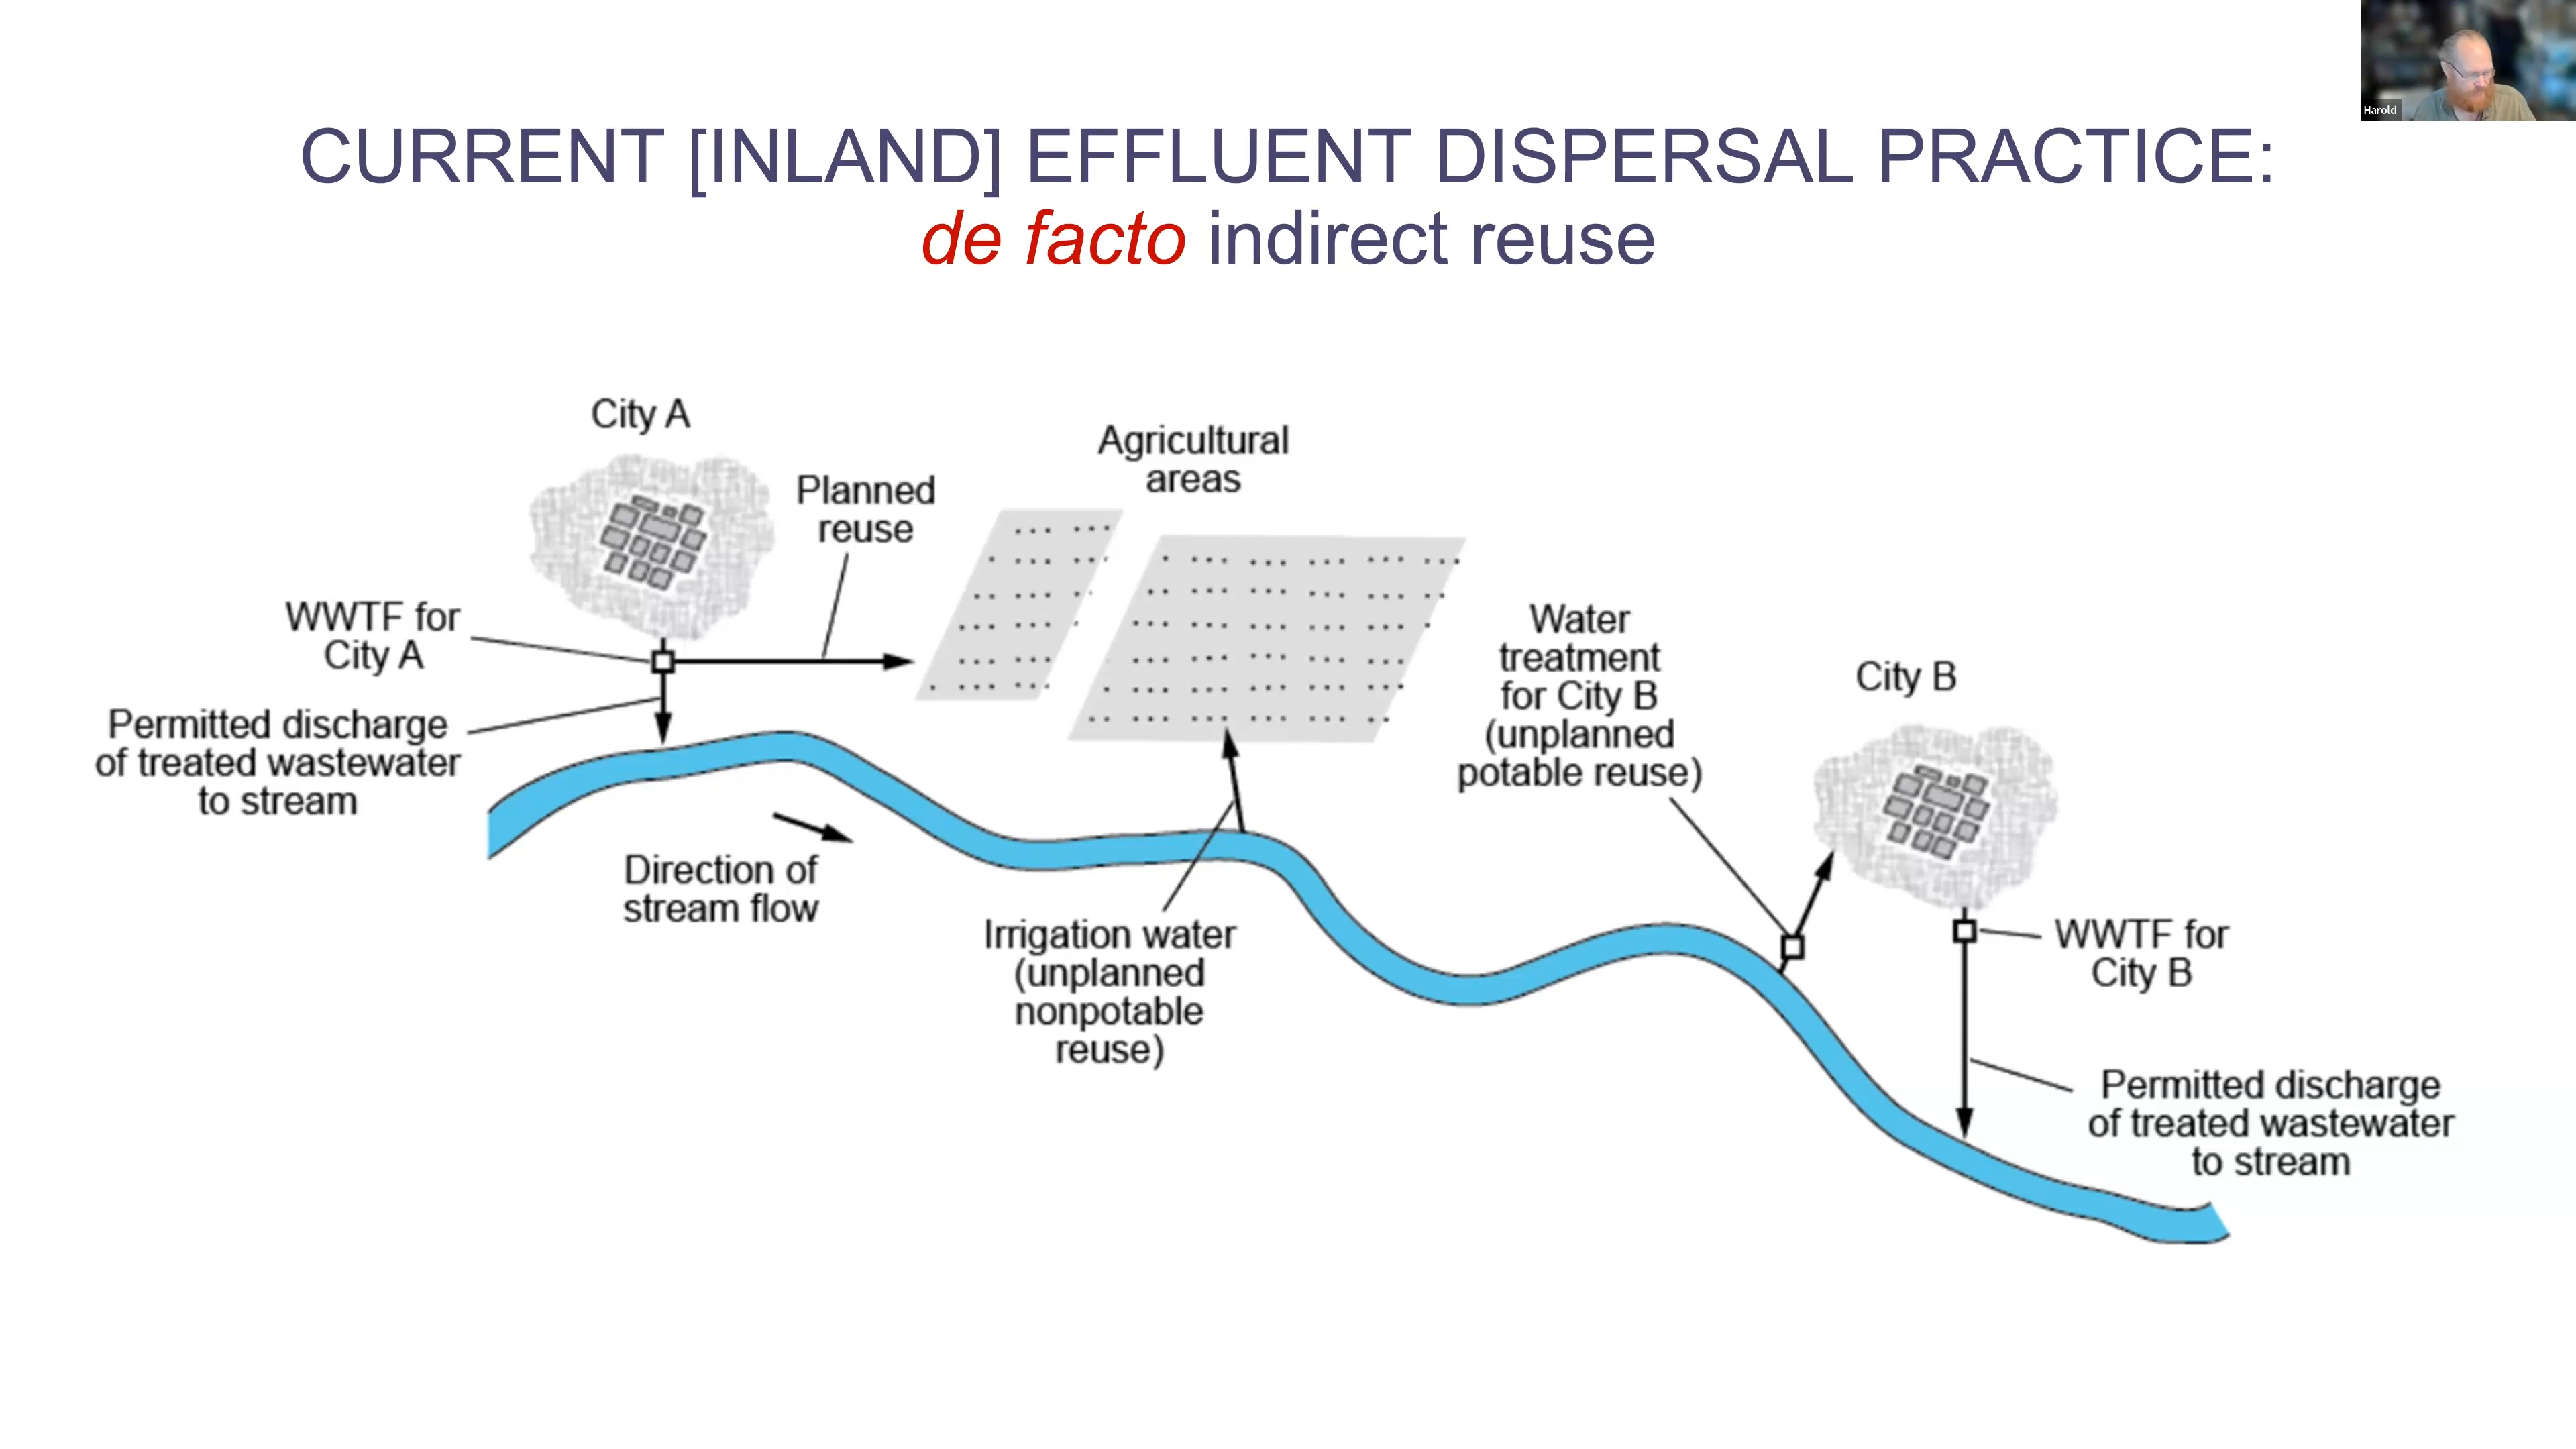 Harold
CURRENT [INLAND] EFFLUENT DISPERSAL PRACTICE:
de facto indirect reuse
City A
Planned
reuse
Agricultural
areas
WWTF for
City A
Permitted discharge
of treated wastewater
to stream
Direction of
stream flow
Irrigation water
(unplanned
nonpotable
reuse)
Water
treatment
for City B
(unplanned
potable reuse)
City B
WWTF for
City B
Permitted discharge
of treated wastewater
to stream